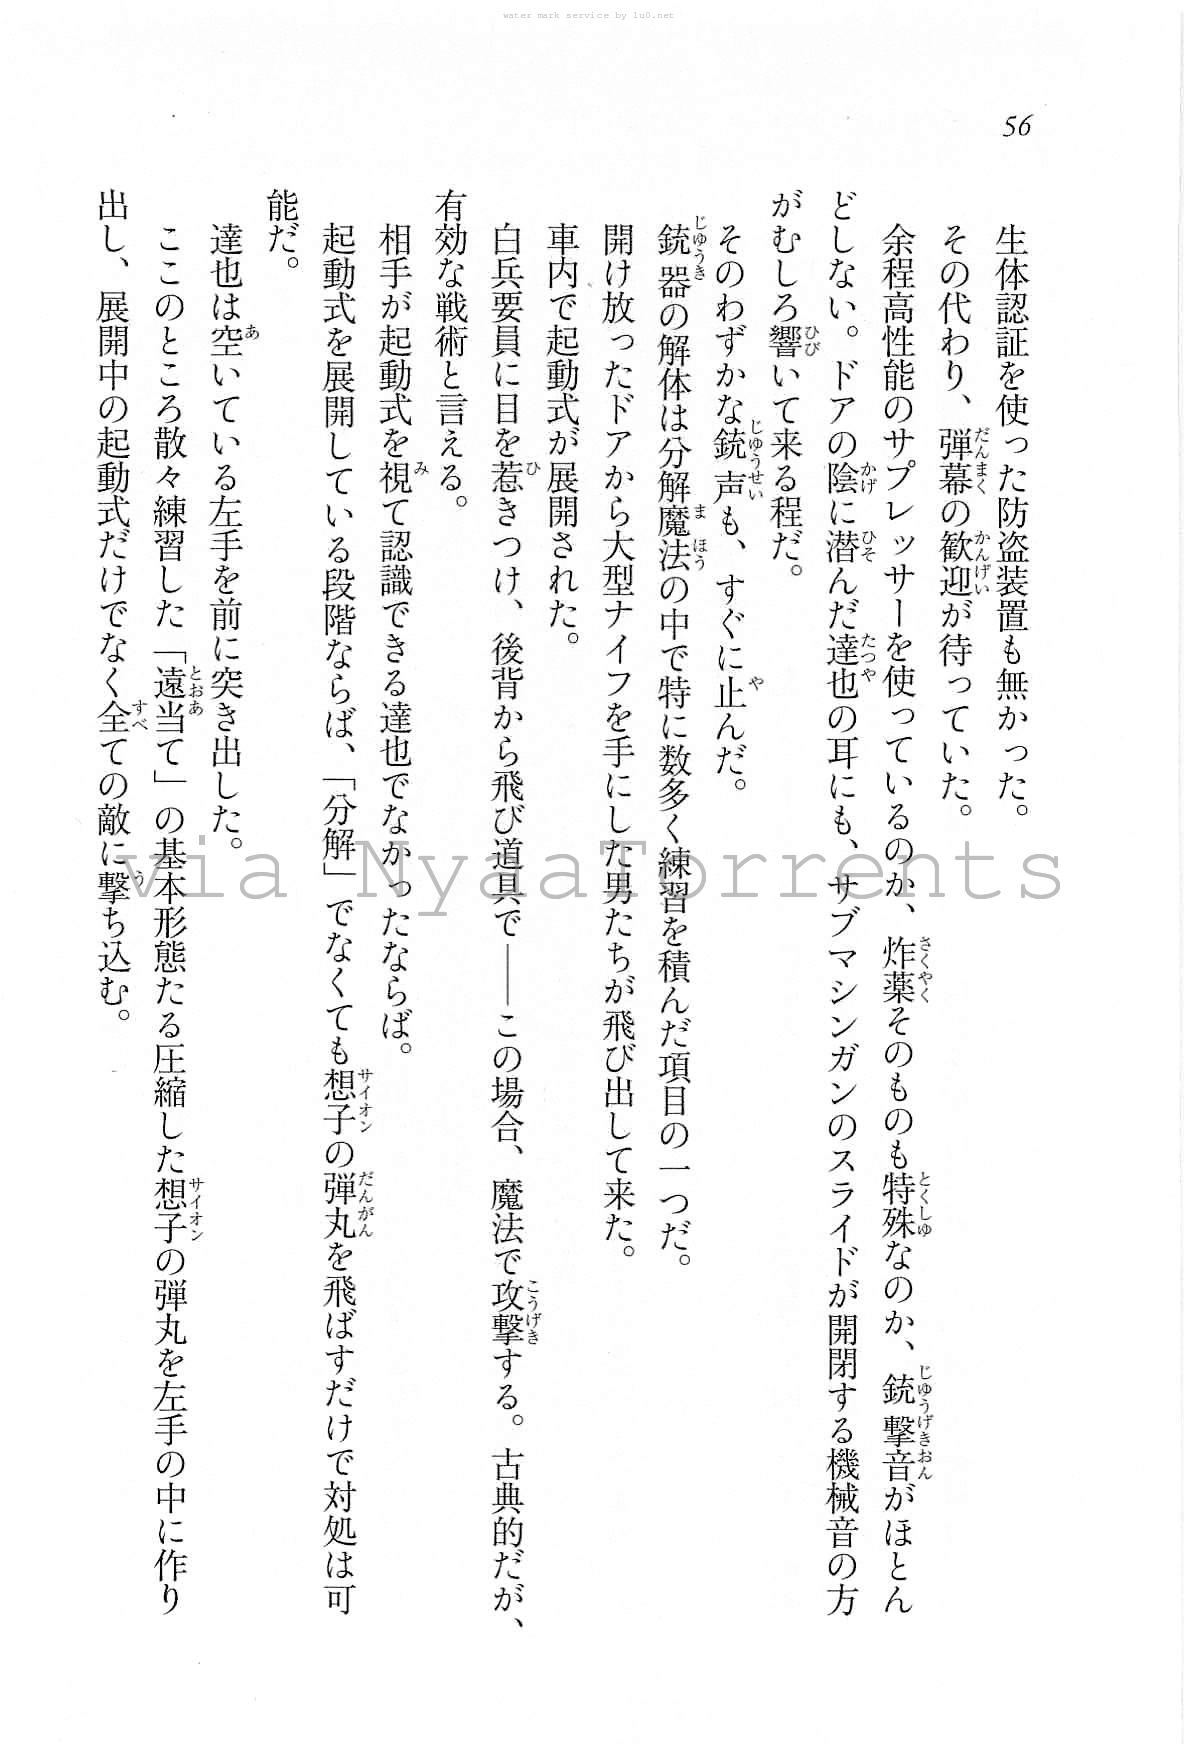 water mark service by lu0.net
56
生体認証を使った防盗装置も無かった。
その代わり、弾幕の歓迎が待っていた。
余程高性能のサプレッサーを使っているのか、炸薬そのものも特殊なのか、銃撃音がほとん
どしない。ドアの陰に潜んだ達也の耳にも、サブマシンガンのスライドが開閉する機械音の方
がむしろ響いて来る程だ。
そのわずかな銃声も、すぐに止んだ。
銃器の解体は分解魔法の中で特に数多く練習を積んだ項目の一つだ。
開け放ったドアから大型ナイフを手にした男たちが飛び出して来た。
車内で起動式が展開された。
白兵要員に目を惹きつけ、後背から飛び道具で――この場合、魔法で攻撃する。古典的だが、
有効な戦術と言える。
相手が起動式を視て認識できる達也でなかったならば。
起動式を展開している段階ならば、「分解」でなくても想子の弾丸を飛ばすだけで対処は可
能だ。
達也は空いている左手を前に突き出した。
ここのところ散々練習した「遠当て」の基本形態たる圧縮した想子の弾丸を左手の中に作り
出し、展開中の起動式だけでなく全ての敵に撃ち込む。
via NyaaTorrents